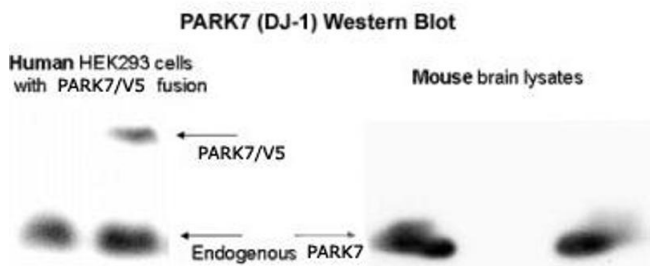 PARK7 (DJ-1) Western Blot
Human HEK293 cells
with PARK7/V5 fusion
Mouse brain lysates
PARK7/V5
Endogenous PARK7